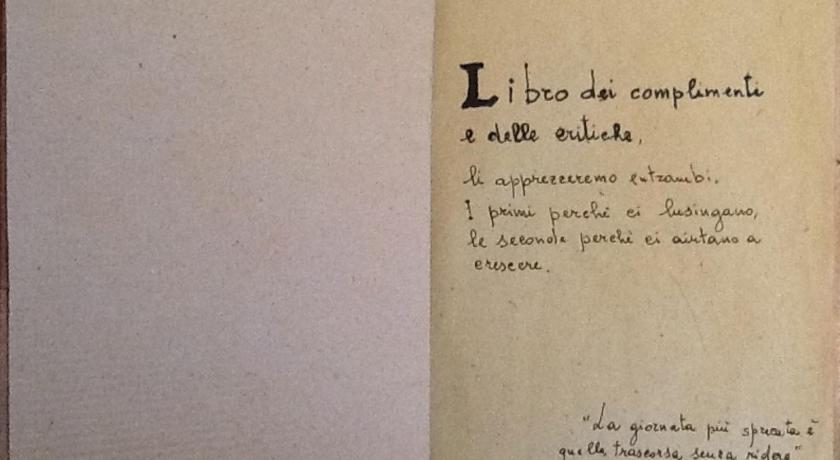 Libro dei complimenti
e delle critiche,
li apprezzeremo entrambi.
I primi perchè ci lusingano,
le seconde perchè ci aiutano a
crescere.
"La giornata più sprecata è
quella trascorsa senza ridere"